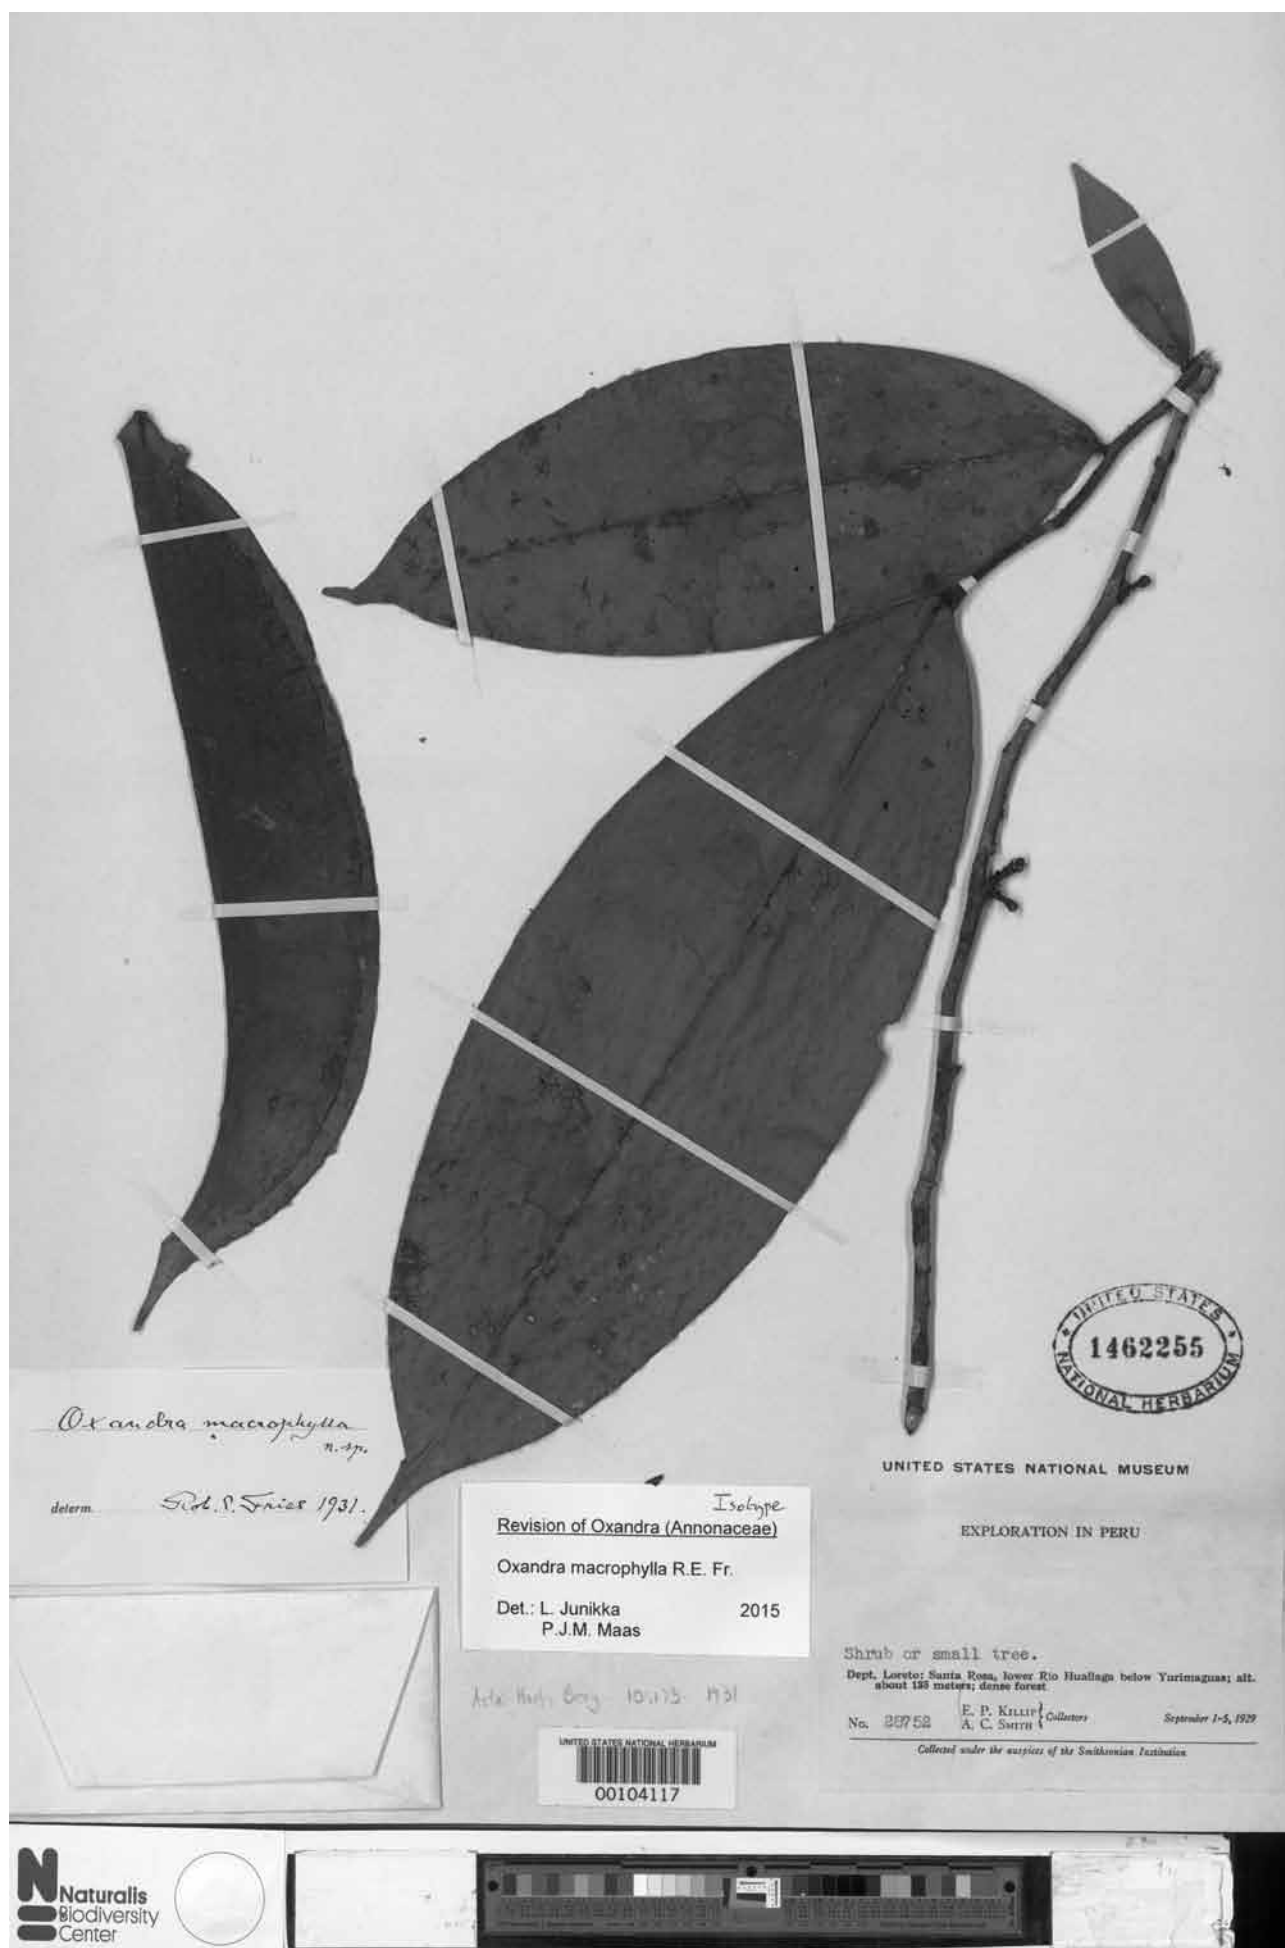 UNITED STATES
1462255
NATIONAL HERBARIUM
Oxandra macrophylla
n. sp.
determ. Rob. E. Fries 1931.
UNITED STATES NATIONAL MUSEUM
EXPLORATION IN PERU
Isotype
Revision of Oxandra (Annonaceae)
Oxandra macrophylla R.E. Fr.
Det.: L. Junikka 2015
P.J.M. Maas
Shrub or small tree.
Dept. Loreto: Santa Rosa, lower Rio Huallaga below Yurimaguas; alt.
about 135 meters; dense forest
E. P. KILLIP
A. C. SMITH
Collectors
No. 28752
September 1-5, 1929
Collected under the auspices of the Smithsonian Institution
10:173 1931
UNITED STATES NATIONAL HERBARIUM
00104117
Naturalis
Biodiversity
Center